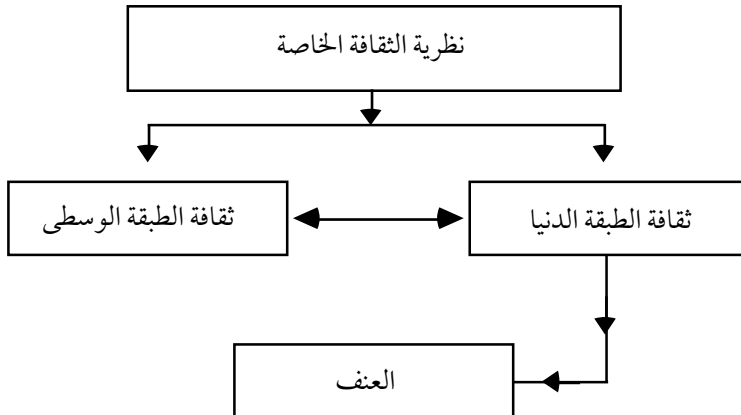 نظرية الثقافة الخاصة
ثقافة الطبقة الدنيا
ثقافة الطبقة الوسطى
العنف